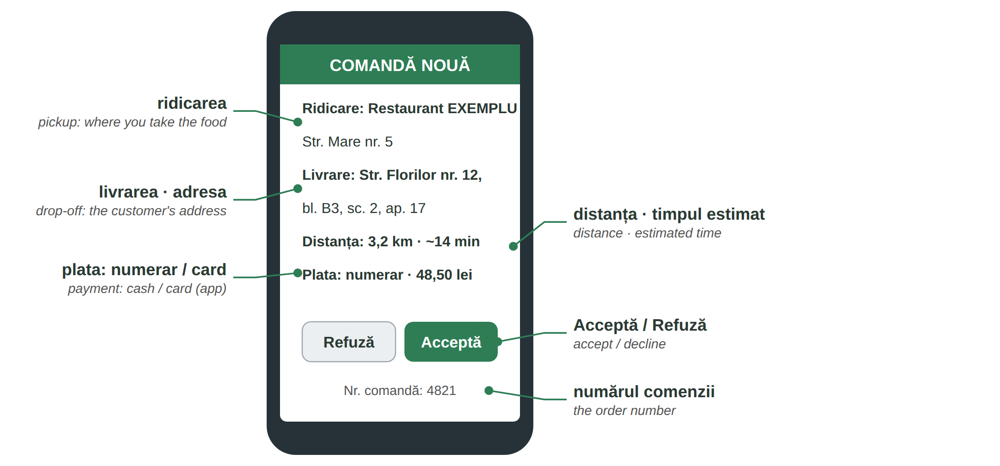 COMANDĂ NOUĂ
ridicarea
pickup: where you take the food
Ridicare: Restaurant EXEMPLU
Str. Mare nr. 5
livrarea · adresa
drop-off: the customer's address
Livrare: Str. Florilor nr. 12,
bl. B3, sc. 2, ap. 17
distanța · timpul estimat
distance · estimated time
Distanța: 3,2 km · ~14 min
plata: numerar / card
payment: cash / card (app)
Plata: numerar · 48,50 lei
Refuză
Acceptă
Acceptă / Refuză
accept / decline
Nr. comandă: 4821
numărul comenzii
the order number